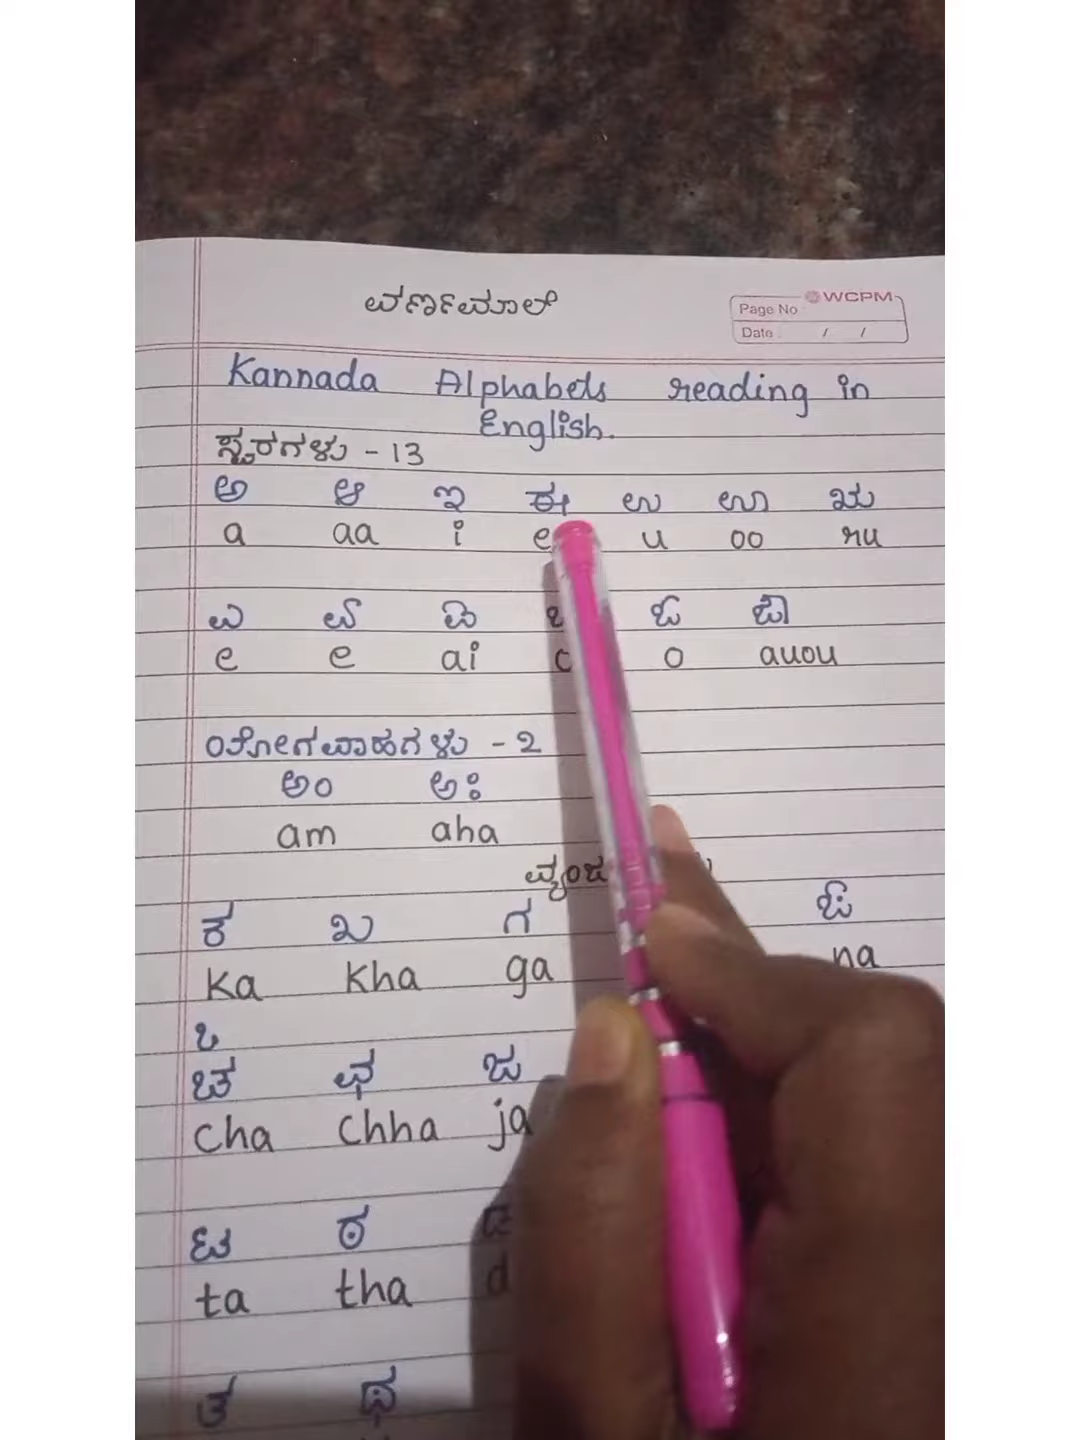 ವರ್ಣಮಾಲೆ
WCPM
Page No
Date / /
Kannada Alphabets reading in
English.
ಸ್ವರಗಳು - 13
ಅ ಆ ಇ ಈ ಉ ಊ ಋ
a aa i e u oo ru
ಎ ಏ ಐ ಓ ಔ
e e ai o auou
ಯೋಗವಾಹಗಳು - ೨
ಅಂ ಅಃ
am aha
ಕ ಖ ಗ
ka kha ga na
ಚ ಛ ಜ
cha chha ja
ಟ ಠ
ta tha d
ತ ಥ